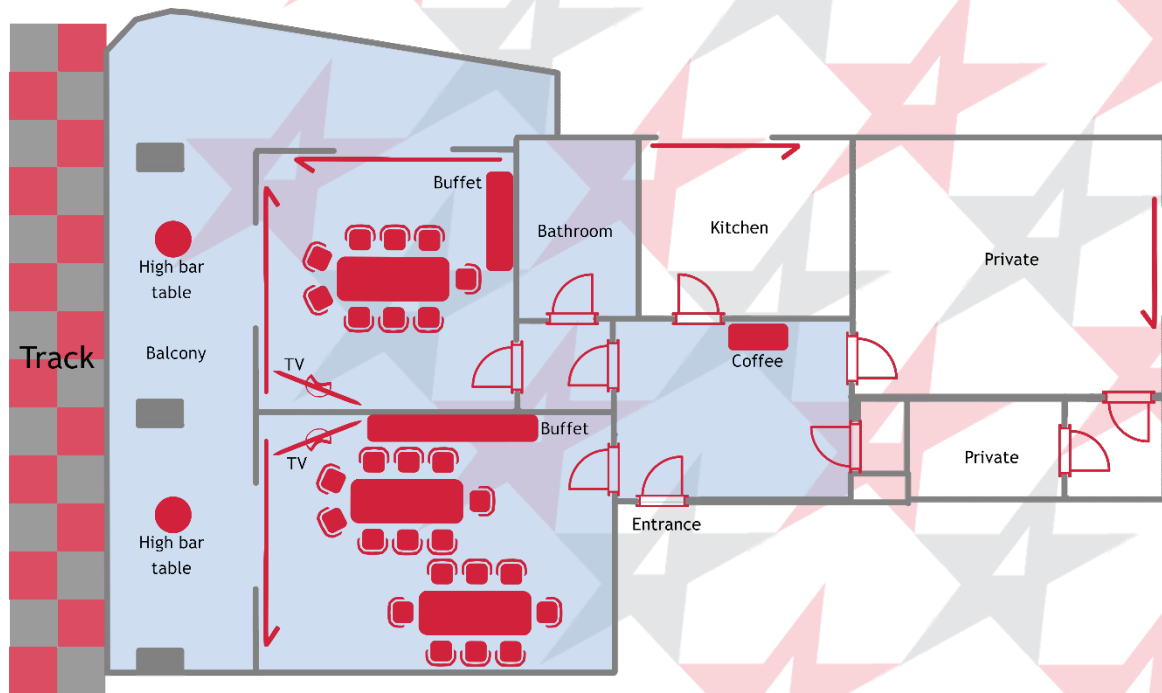 Buffet
Bathroom
Kitchen
Private
High bar
table
Track
Balcony
TV
Coffee
Buffet
TV
Private
High bar
table
Entrance